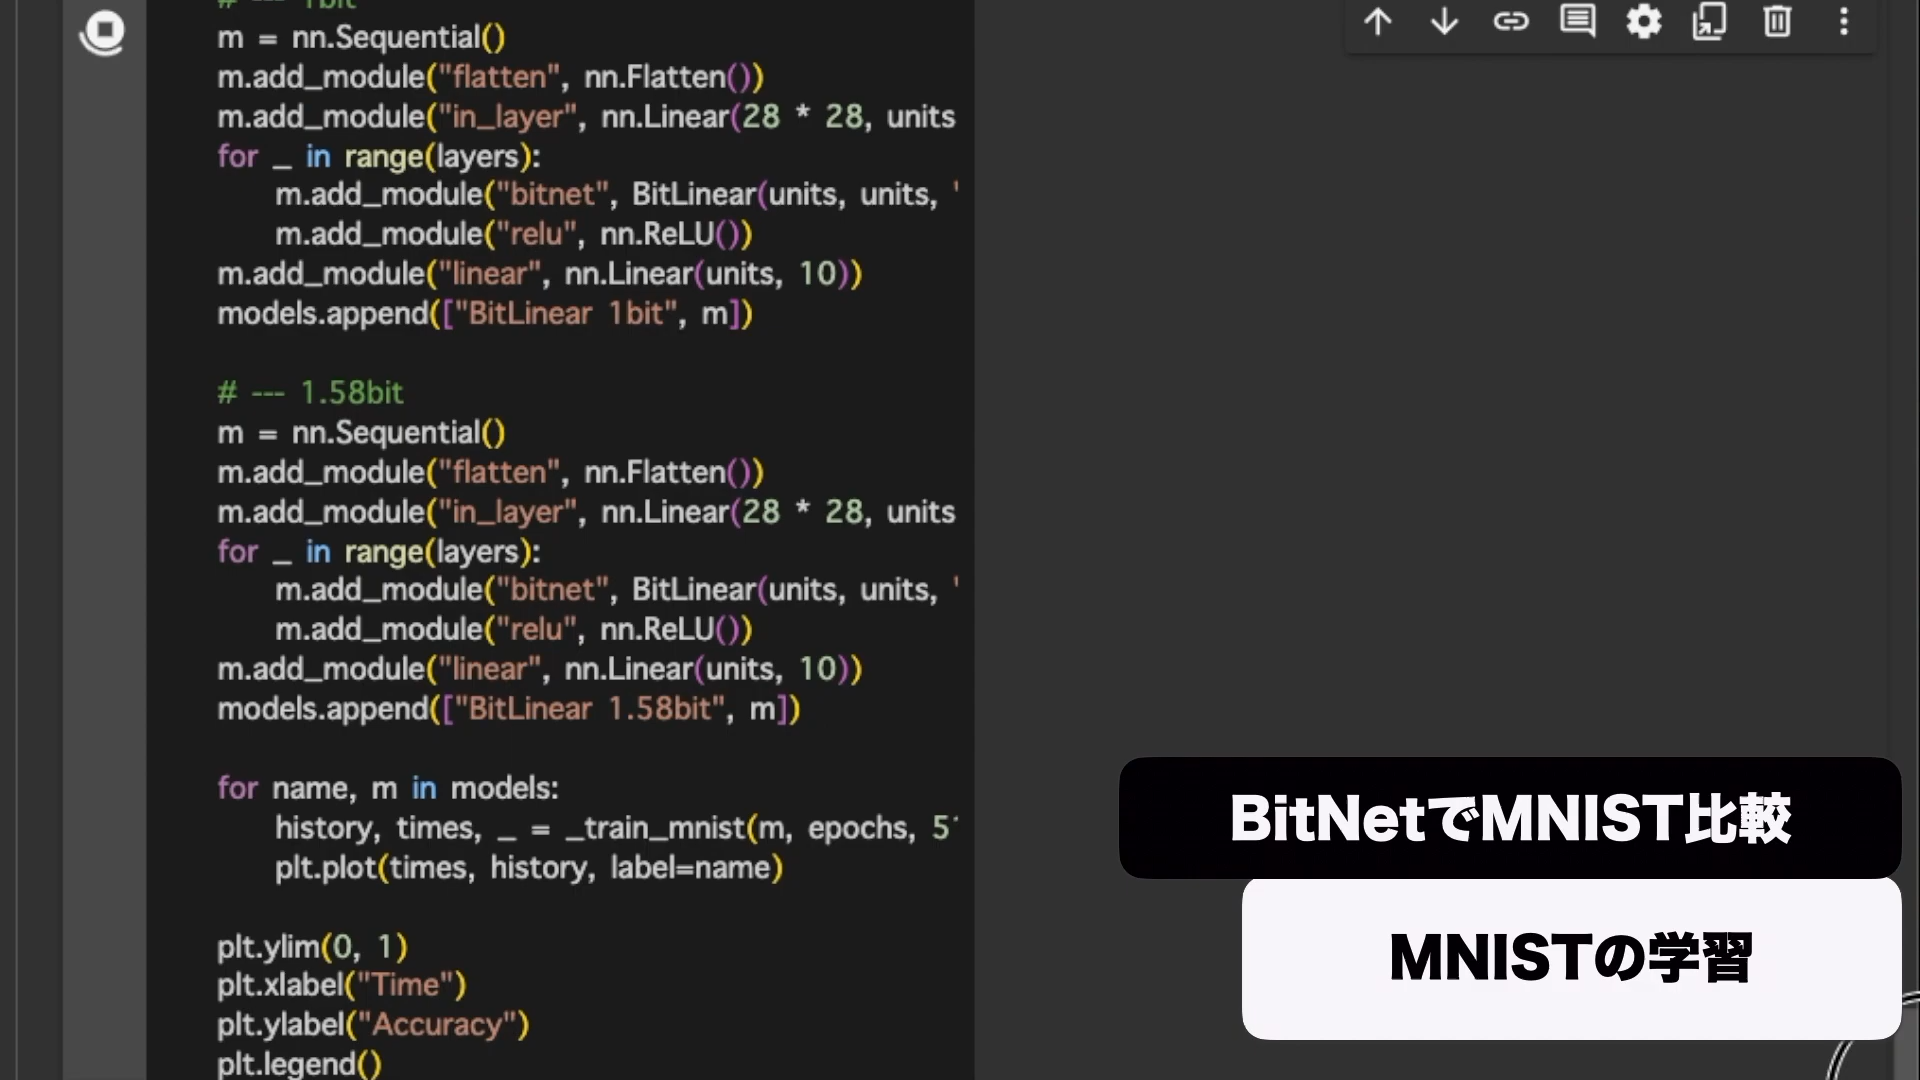 # --- 1bit
m = nn.Sequential()
m.add_module("flatten", nn.Flatten())
m.add_module("in_layer", nn.Linear(28 * 28, units
for _ in range(layers):
    m.add_module("bitnet", BitLinear(units, units, '
    m.add_module("relu", nn.ReLU())
m.add_module("linear", nn.Linear(units, 10))
models.append(["BitLinear 1bit", m])
# --- 1.58bit
m = nn.Sequential()
m.add_module("flatten", nn.Flatten())
m.add_module("in_layer", nn.Linear(28 * 28, units
for _ in range(layers):
    m.add_module("bitnet", BitLinear(units, units, '
    m.add_module("relu", nn.ReLU())
m.add_module("linear", nn.Linear(units, 10))
models.append(["BitLinear 1.58bit", m])
for name, m in models:
    history, times, _ = _train_mnist(m, epochs, 5
    plt.plot(times, history, label=name)
plt.ylim(0, 1)
plt.xlabel("Time")
plt.ylabel("Accuracy")
plt.legend()
BitNetでMNIST比較
MNISTの学習